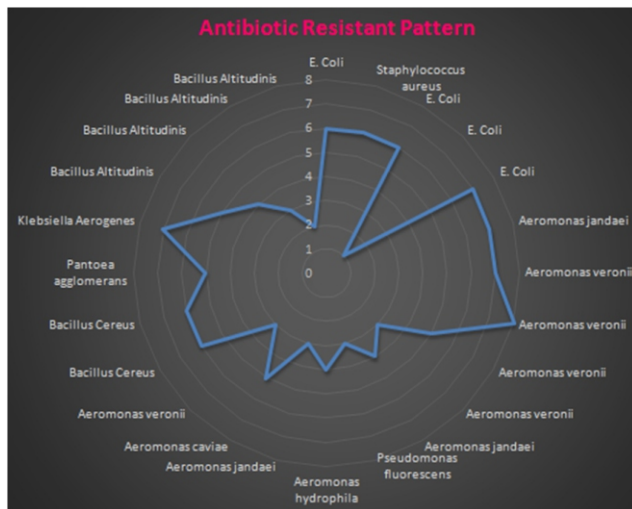 Antibiotic Resistant Pattern
E. Coli
Staphylococcus
aureus
E. Coli
E. Coli
E. Coli
Aeromonas jandaei
Aeromonas veronii
Aeromonas veronii
Aeromonas veronii
Aeromonas veronii
Aeromonas jandaei
Pseudomonas
fluorescens
Aeromonas
hydrophila
Aeromonas jandaei
Aeromonas caviae
Aeromonas veronii
Bacillus Cereus
Bacillus Cereus
Pantoea
agglomerans
Klebsiella Aerogenes
Bacillus Altitudinis
Bacillus Altitudinis
Bacillus Altitudinis
Bacillus Altitudinis
8
7
6
5
4
3
2
1
0